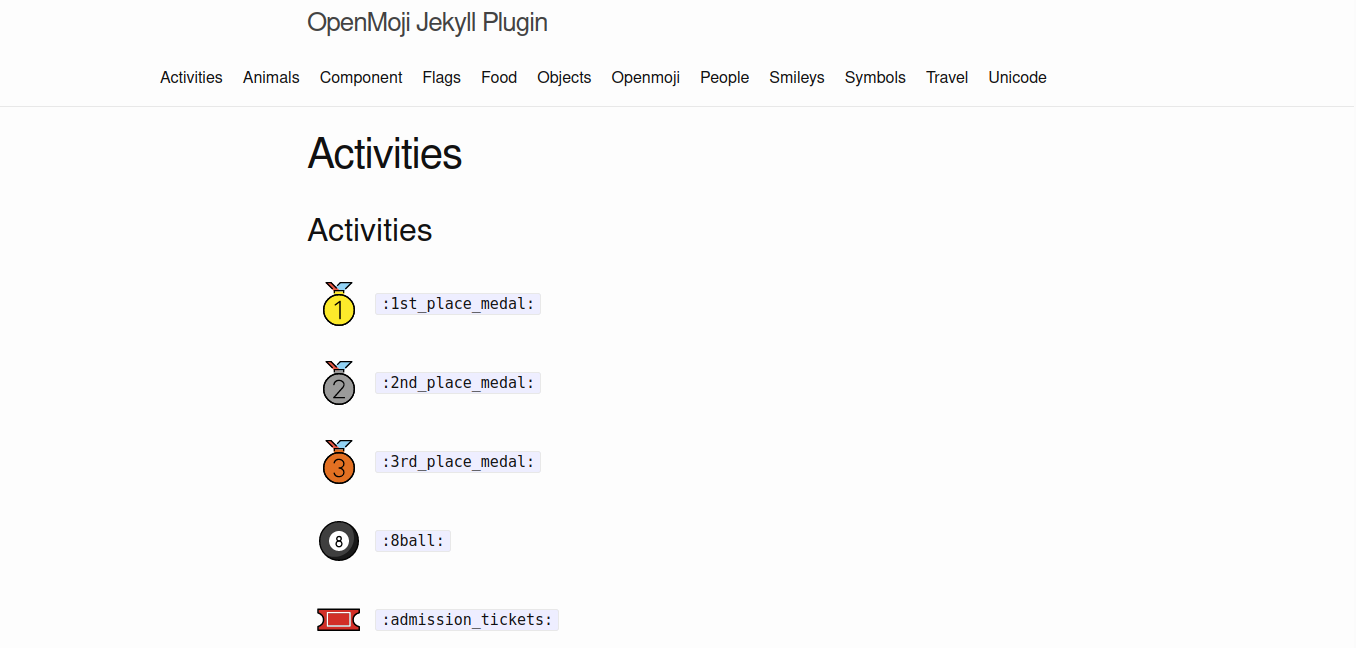 OpenMoji Jekyll Plugin
Activities Animals Component Flags Food Objects Openmoji People Smileys Symbols Travel Unicode
Activities
Activities
1 :1st_place_medal:
2 :2nd_place_medal:
3 :3rd_place_medal:
8 :8ball:
:admission_tickets: